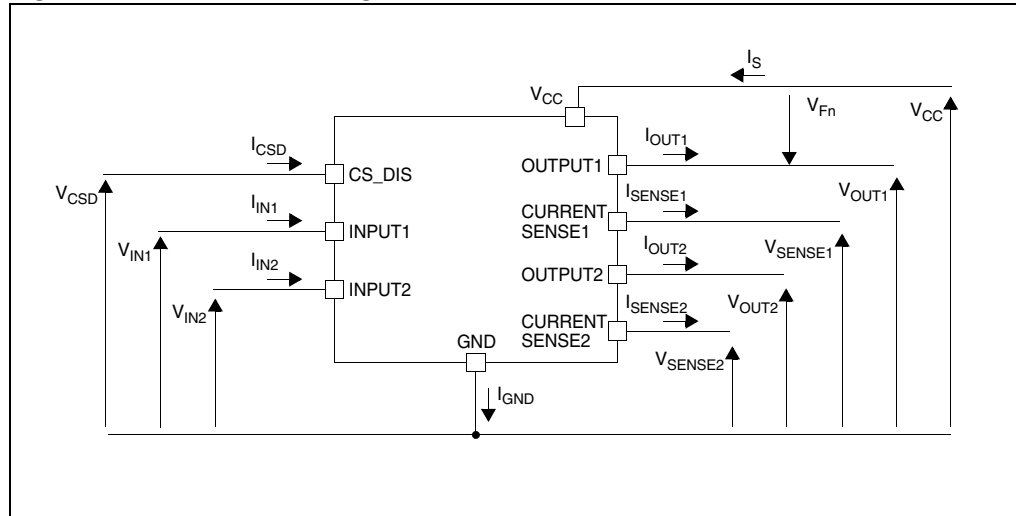 I_S
V_CC
V_Fn
V_CC
I_CSD
I_OUT1
CS_DIS
OUTPUT1
V_CSD
V_OUT1
I_IN1
I_SENSE1
INPUT1
CURRENT
SENSE1
V_IN1
V_SENSE1
I_IN2
I_OUT2
INPUT2
OUTPUT2
V_IN2
V_OUT2
I_SENSE2
CURRENT
SENSE2
GND
V_SENSE2
I_GND